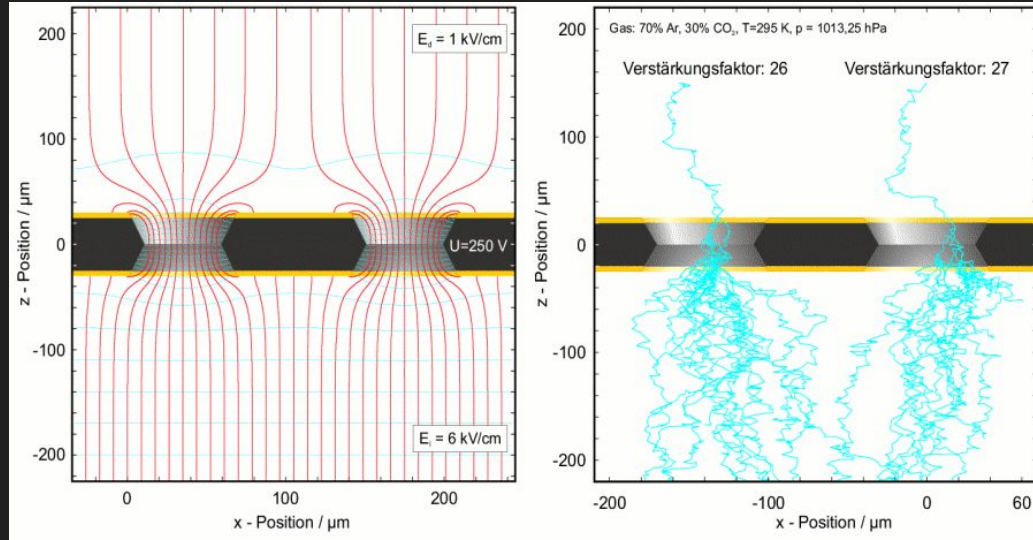 200
100
0
-100
-200
z - Position / µm
E_d = 1 kV/cm
U=250 V
E_i = 6 kV/cm
0
100
200
x - Position / µm
Gas: 70% Ar, 30% CO₂, T=295 K, p = 1013,25 hPa
Verstärkungsfaktor: 26
Verstärkungsfaktor: 27
200
100
0
-100
-200
z - Position / µm
-200
-100
0
60
x - Position / µm